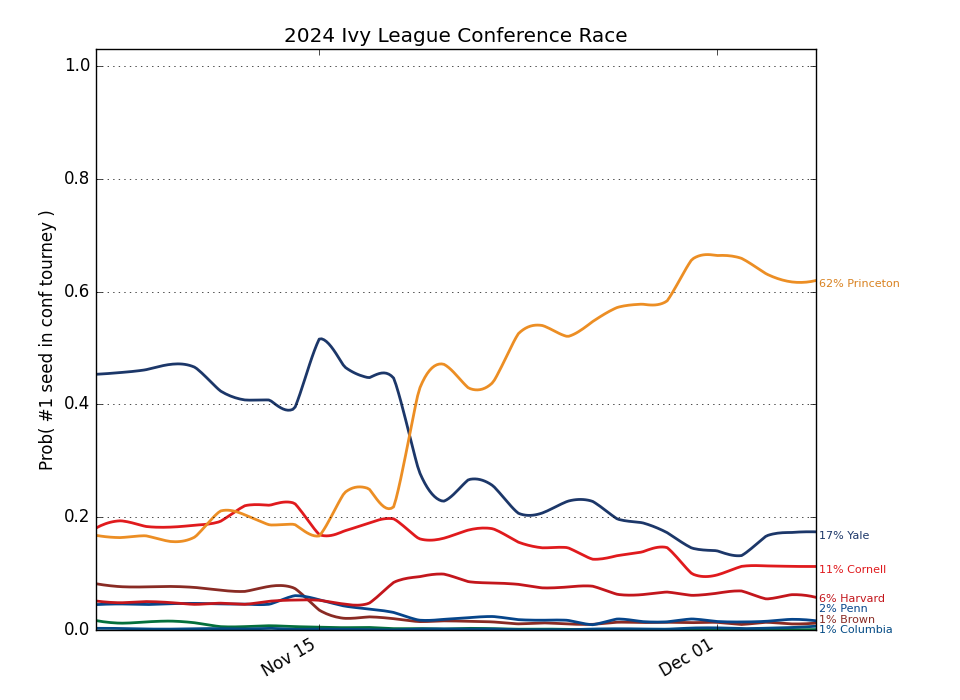 2024 Ivy League Conference Race
Prob( #1 seed in conf tourney )
1.0
0.8
0.6
0.4
0.2
0.0
Nov 15
Dec 01
62% Princeton
17% Yale
11% Cornell
6% Harvard
2% Penn
1% Brown
1% Columbia